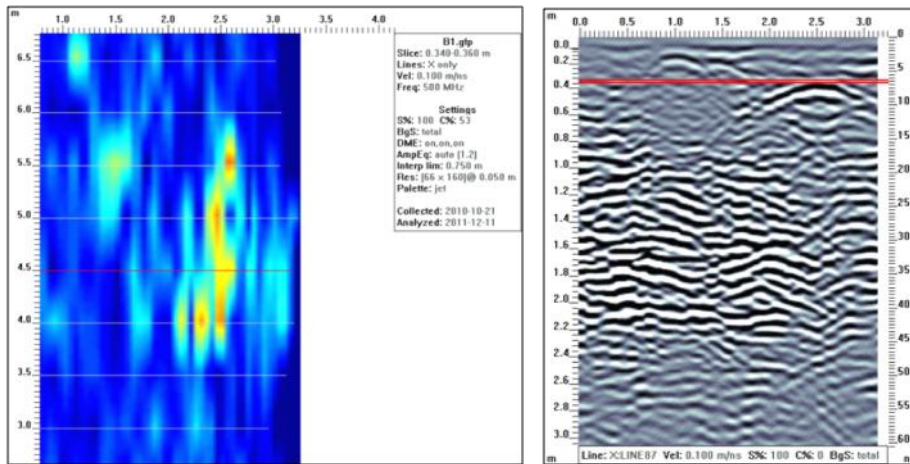 m
1.0 1.5 2.0 2.5 3.0 3.5 4.0
m
6.5
6.0
5.5
5.0
4.5
4.0
3.5
3.0
m
B1.gfp
Slice: 0.340-0.360 m
Lines: X only
Vel: 0.100 m/ns
Freq: 500 MHz
Settings
S%: 100 C%: 53
BgS: total
DME: on,on,on
AmpEq: auto (1.2)
Interp lim: 0.750 m
Res: [66 x 160]@ 0.050 m
Palette: jet
Collected: 2010-10-21
Analyzed: 2011-12-11
m
0.0 0.5 1.0 1.5 2.0 2.5 3.0
m
0.0
0.2
0.4
0.6
0.8
1.0
1.2
1.4
1.6
1.8
2.0
2.2
2.4
2.6
2.8
3.0
m
0
5
10
15
20
25
30
35
40
45
50
55
60
n
Line: X:LINE07 Vel: 0.100 m/ns S%: 100 C%: 0 BgS: total